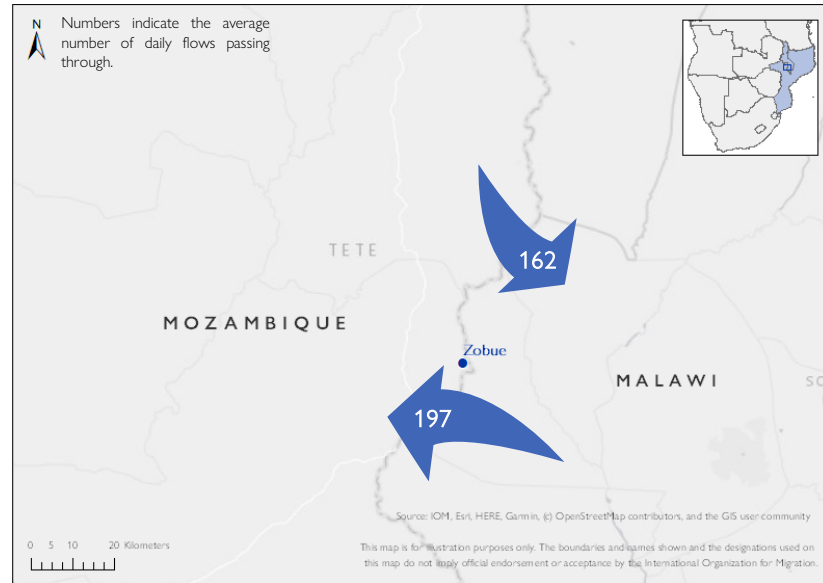 N
Numbers indicate the average
number of daily flows passing
through.
TETE
162
MOZAMBIQUE
Zobue
MALAWI
SO
197
Source: IOM, Esri, HERE, Garmin, (c) OpenStreetMap contributors, and the GIS user community
0 5 10 20 Kilometers
This map is for illustration purposes only. The boundaries and names shown and the designations used on
this map do not imply official endorsement or acceptance by the International Organization for Migration.